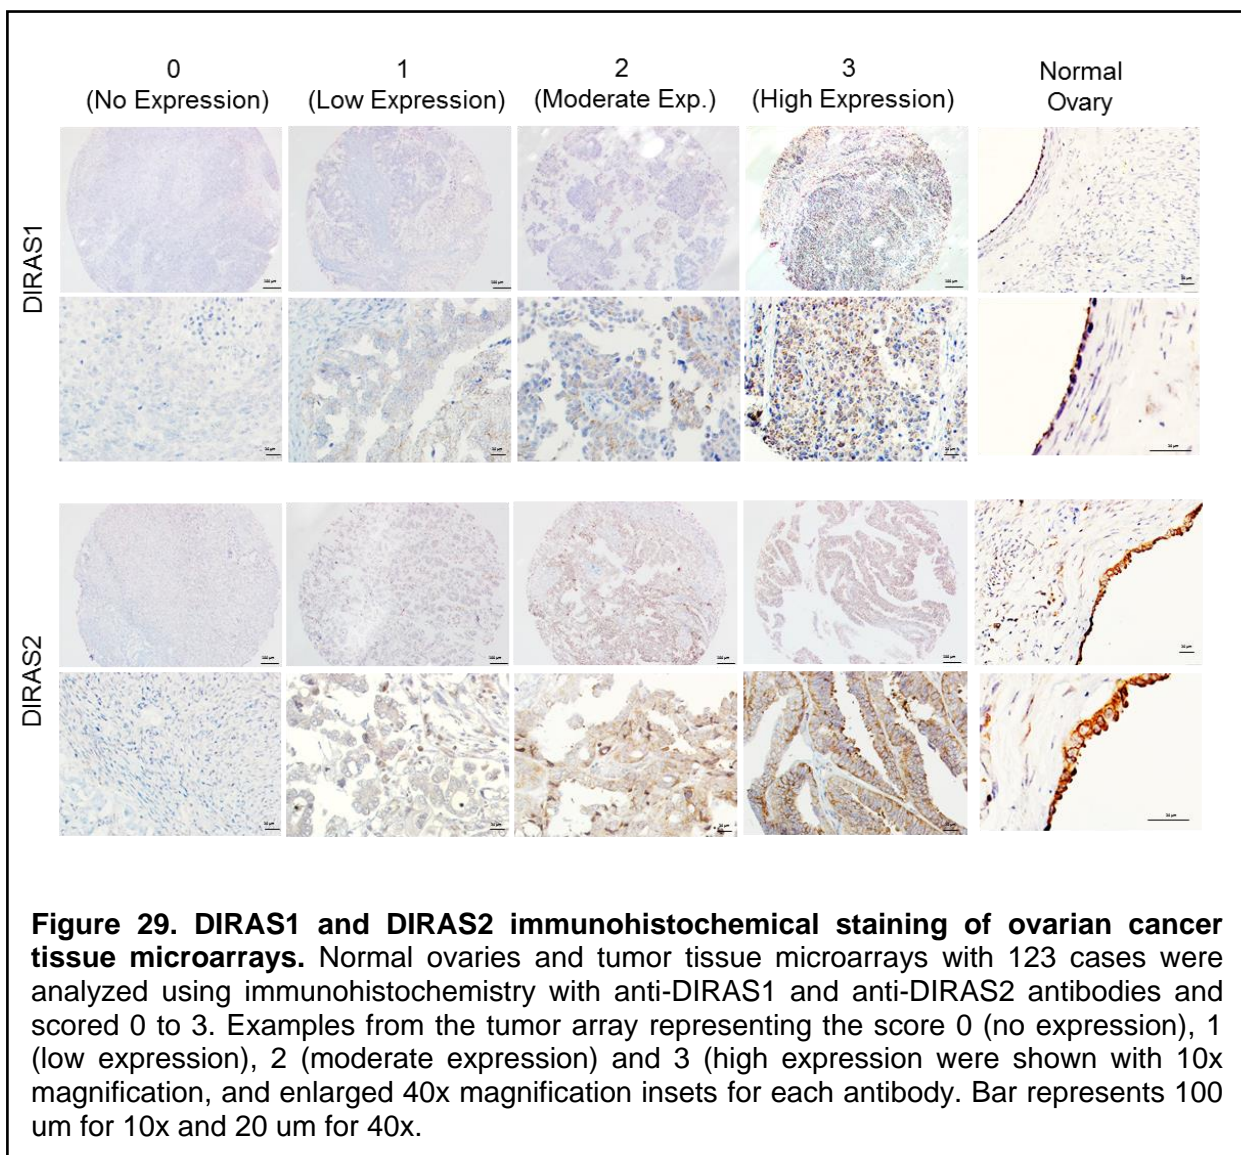 0
(No Expression)
1
(Low Expression)
2
(Moderate Exp.)
3
(High Expression)
Normal
Ovary
DIRAS1
DIRAS2
Figure 29. DIRAS1 and DIRAS2 immunohistochemical staining of ovarian cancer
tissue microarrays. Normal ovaries and tumor tissue microarrays with 123 cases were
analyzed using immunohistochemistry with anti-DIRAS1 and anti-DIRAS2 antibodies and
scored 0 to 3. Examples from the tumor array representing the score 0 (no expression), 1
(low expression), 2 (moderate expression) and 3 (high expression were shown with 10x
magnification, and enlarged 40x magnification insets for each antibody. Bar represents 100
um for 10x and 20 um for 40x.